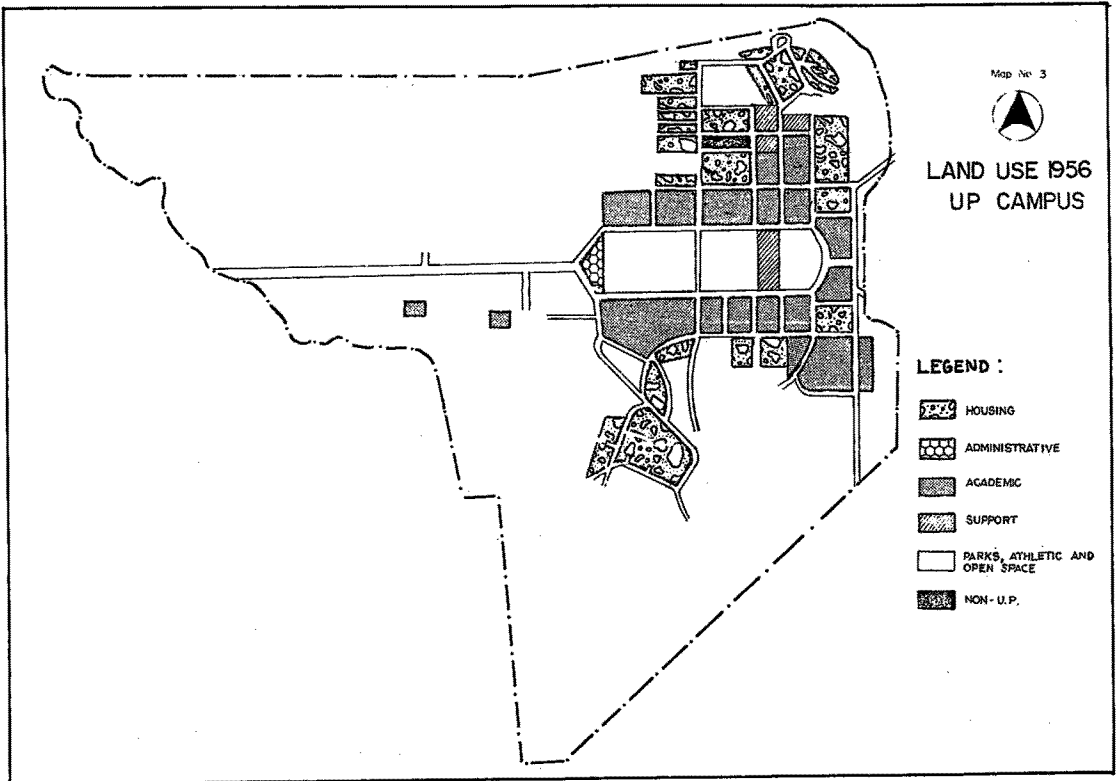 Map No 3
LAND USE 1956
UP CAMPUS
LEGEND :
HOUSING
ADMINISTRATIVE
ACADEMIC
SUPPORT
PARKS, ATHLETIC AND
OPEN SPACE
NON-U.P.